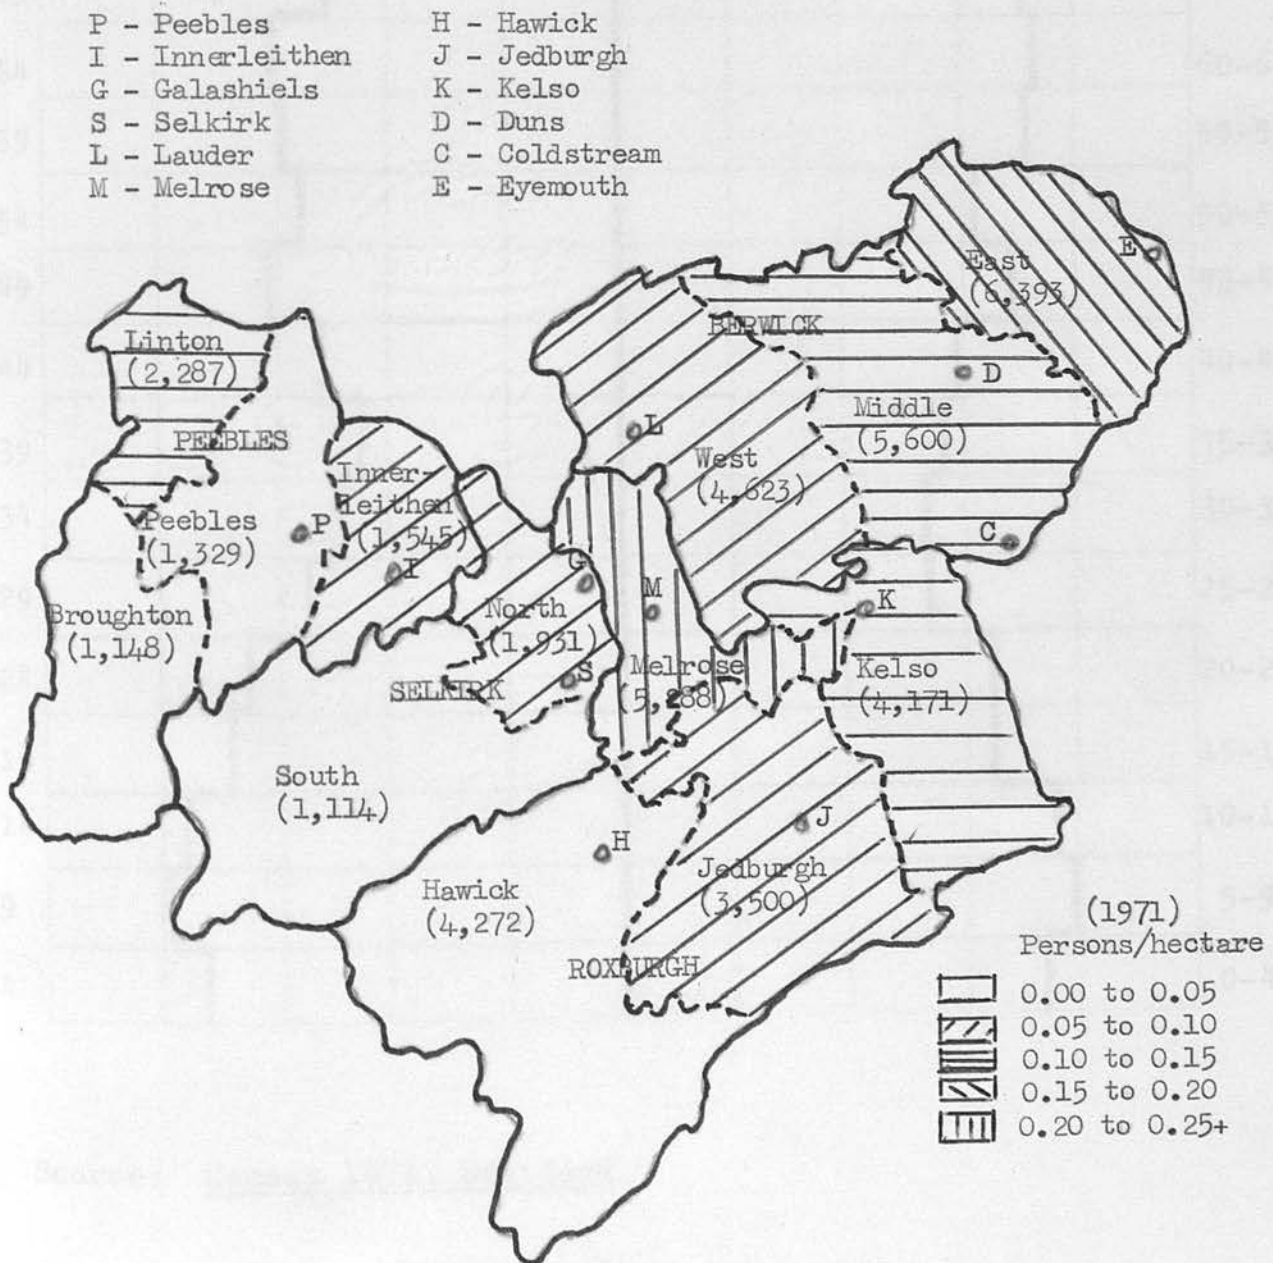 P - Peebles
I - Innerleithen
G - Galashiels
S - Selkirk
L - Lauder
M - Melrose
H - Hawick
J - Jedburgh
K - Kelso
D - Duns
C - Coldstream
E - Eyemouth
E
East
(6,393)
BERWICK
Linton
(2,287)
D
Middle
(5,600)
L
PEEBLES
West
(4,623)
Inner-
leithen
(1,545)
Peebles
(1,329)
P
C
I
G
M
K
Broughton
(1,148)
North
(1,931)
S
SELKIRK
Melrose
(5,288)
Kelso
(4,171)
South
(1,114)
H
J
Hawick
(4,272)
Jedburgh
(3,500)
ROXBURGH
(1971)
Persons/hectare
0.00 to 0.05
0.05 to 0.10
0.10 to 0.15
0.15 to 0.20
0.20 to 0.25+